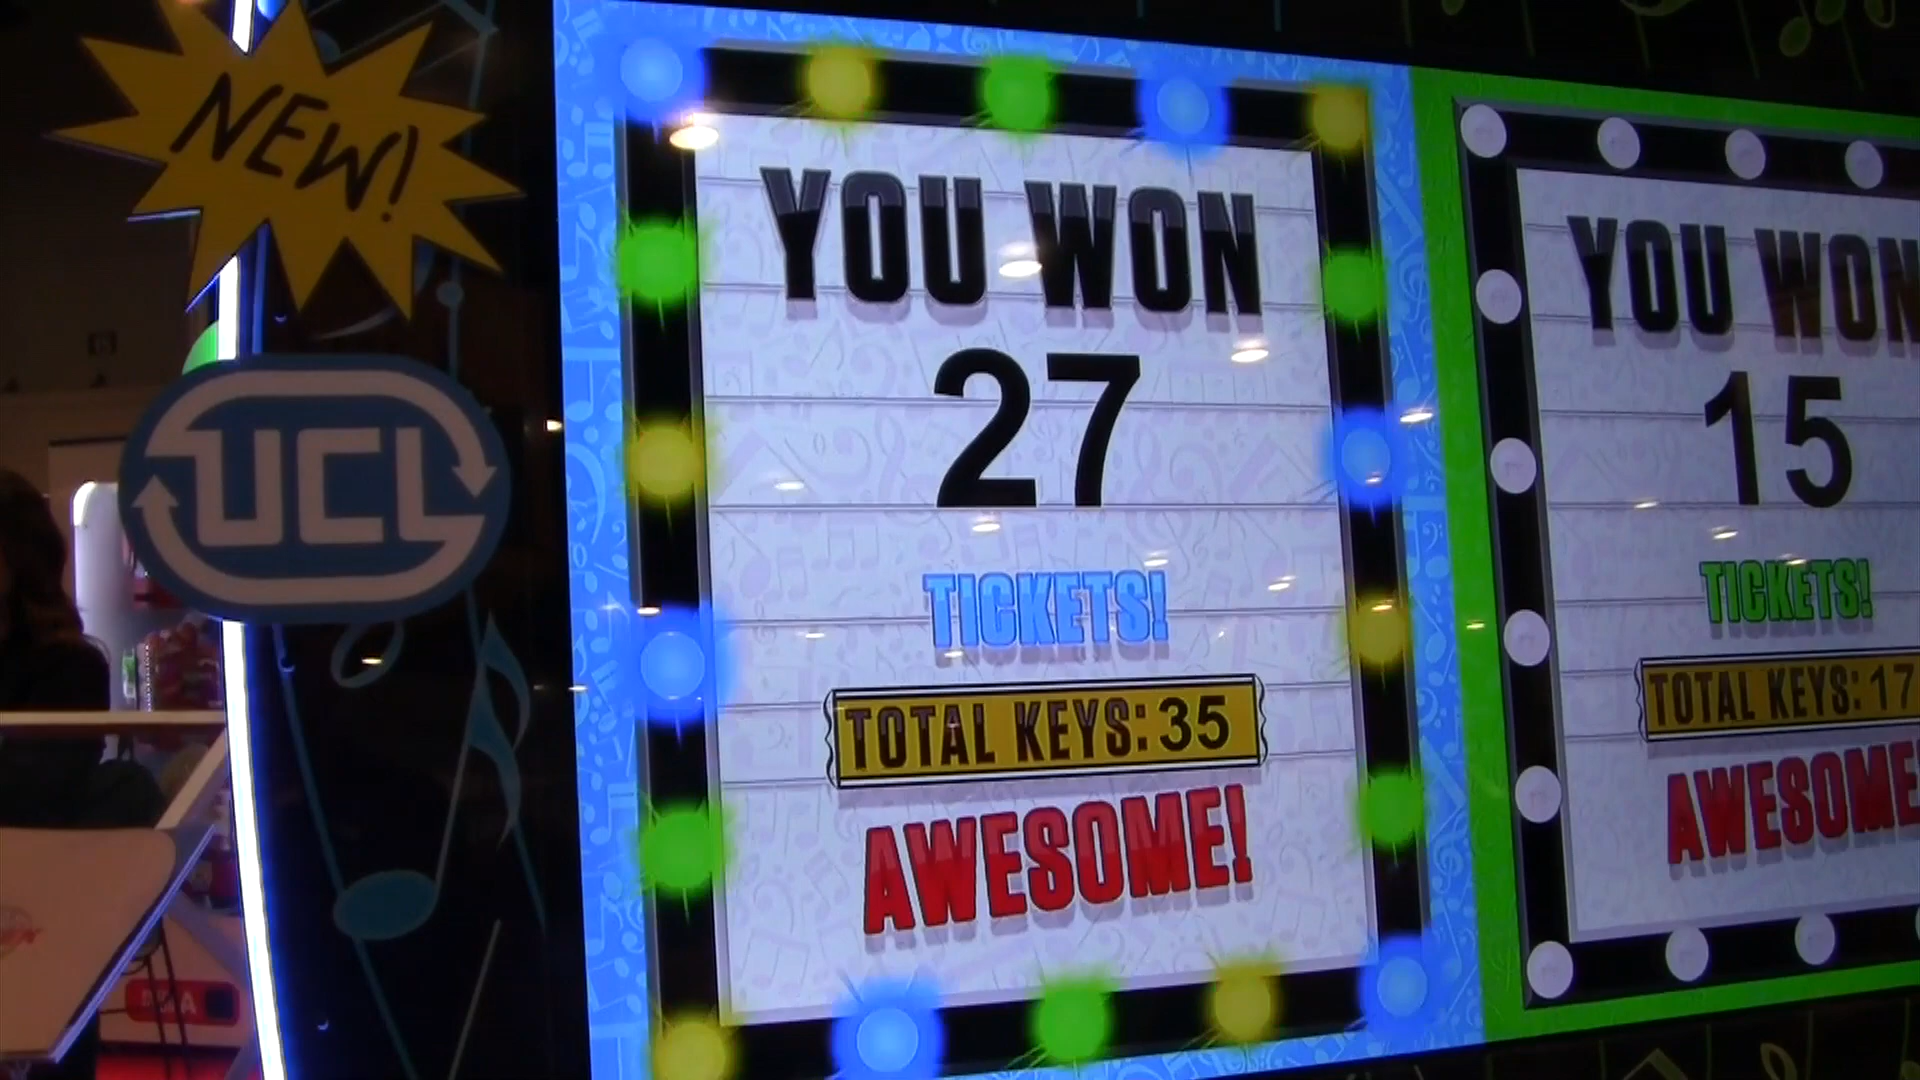 NEW!
UCL
YOU WON
27
TICKETS!
TOTAL KEYS: 35
AWESOME!
YOU WON
15
TICKETS!
TOTAL KEYS: 17
AWESOME!